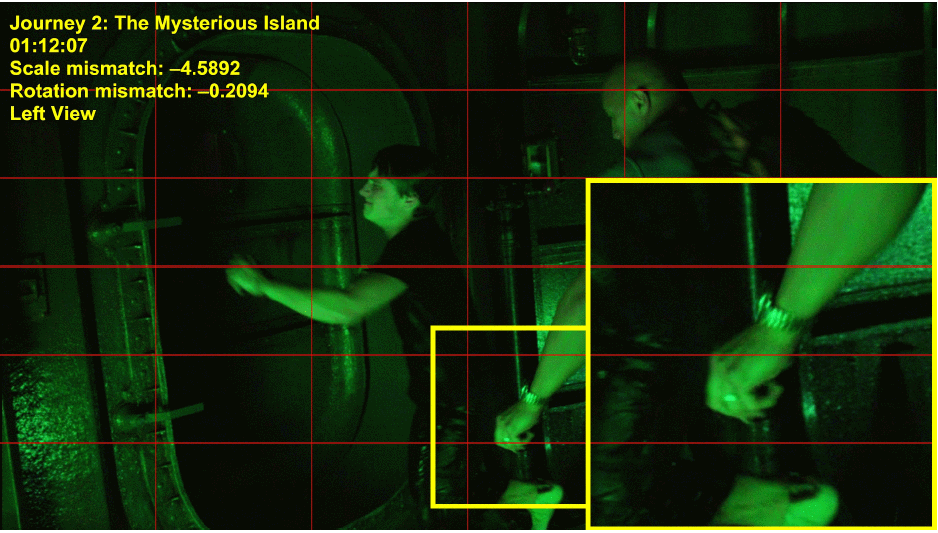 Journey 2: The Mysterious Island
01:12:07
Scale mismatch: –4.5892
Rotation mismatch: –0.2094
Left View